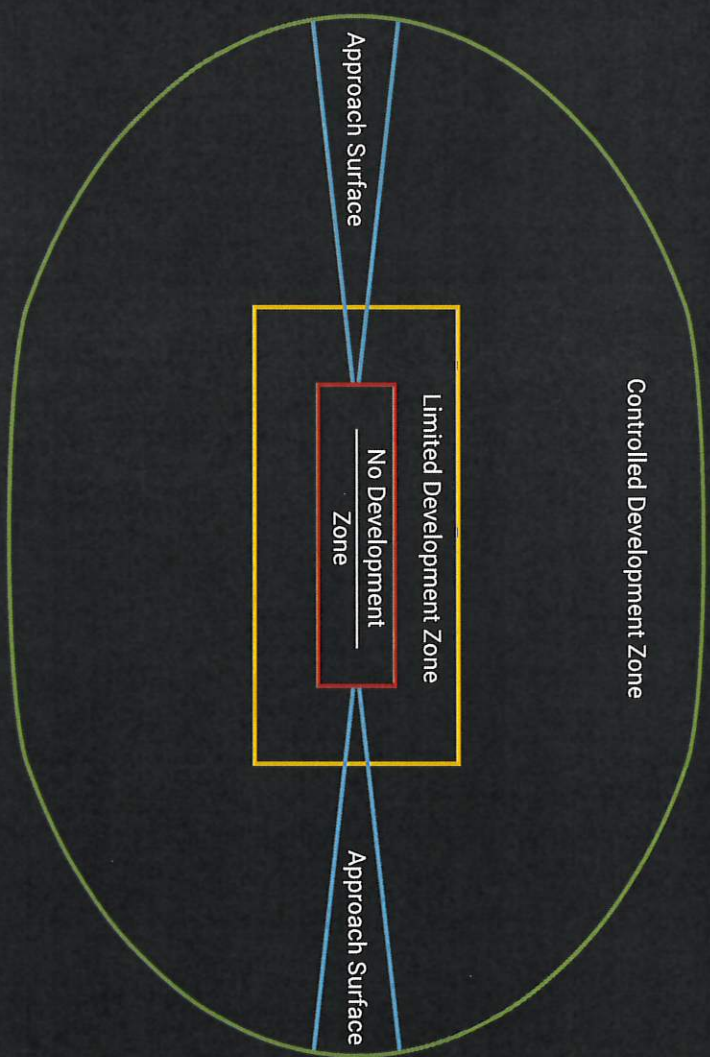 Controlled Development Zone
Limited Development Zone
Approach Surface
No Development
Zone
Approach Surface